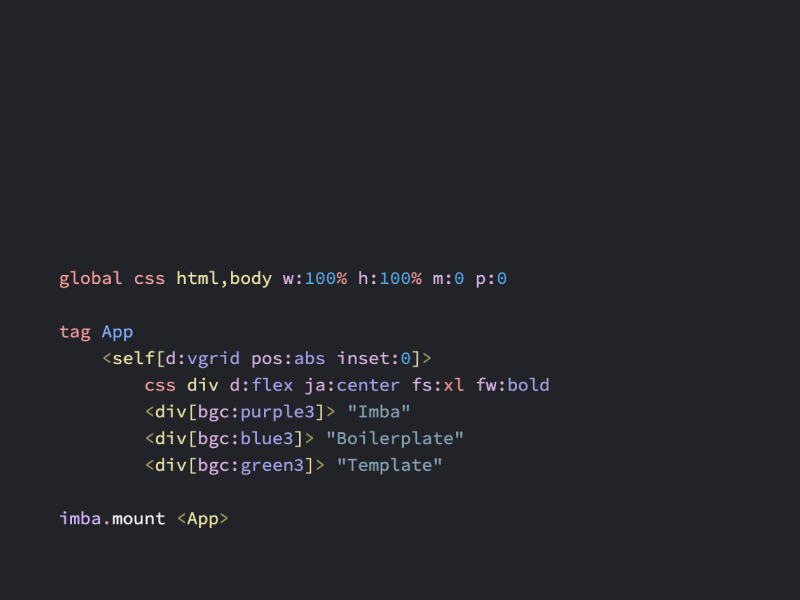 global css html,body w:100% h:100% m:0 p:0
tag App
<self[d:vgrid pos:abs inset:0]>
css div d:flex ja:center fs:xl fw:bold
<div[bgc:purple3]> "Imba"
<div[bgc:blue3]> "Boilerplate"
<div[bgc:green3]> "Template"
imba.mount <App>